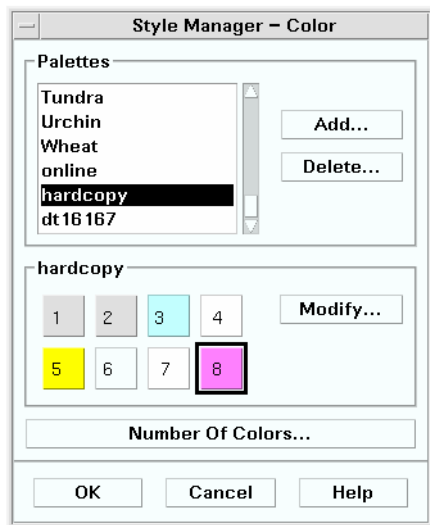 Style Manager – Color
Palettes
Tundra
Urchin
Wheat
online
hardcopy
dt16167
Add...
Delete...
hardcopy
1 2 3 4
5 6 7 8
Modify...
Number Of Colors...
OK Cancel Help